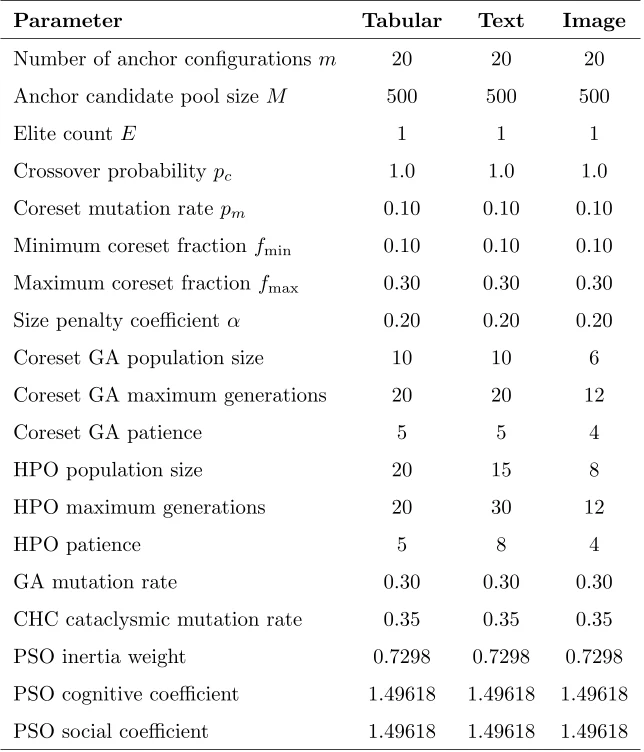 Parameter Tabular Text Image
Number of anchor configurations m 20 20 20
Anchor candidate pool size M 500 500 500
Elite count E 1 1 1
Crossover probability p_c 1.0 1.0 1.0
Coreset mutation rate p_m 0.10 0.10 0.10
Minimum coreset fraction f_min 0.10 0.10 0.10
Maximum coreset fraction f_max 0.30 0.30 0.30
Size penalty coefficient α 0.20 0.20 0.20
Coreset GA population size 10 10 6
Coreset GA maximum generations 20 20 12
Coreset GA patience 5 5 4
HPO population size 20 15 8
HPO maximum generations 20 30 12
HPO patience 5 8 4
GA mutation rate 0.30 0.30 0.30
CHC cataclysmic mutation rate 0.35 0.35 0.35
PSO inertia weight 0.7298 0.7298 0.7298
PSO cognitive coefficient 1.49618 1.49618 1.49618
PSO social coefficient 1.49618 1.49618 1.49618